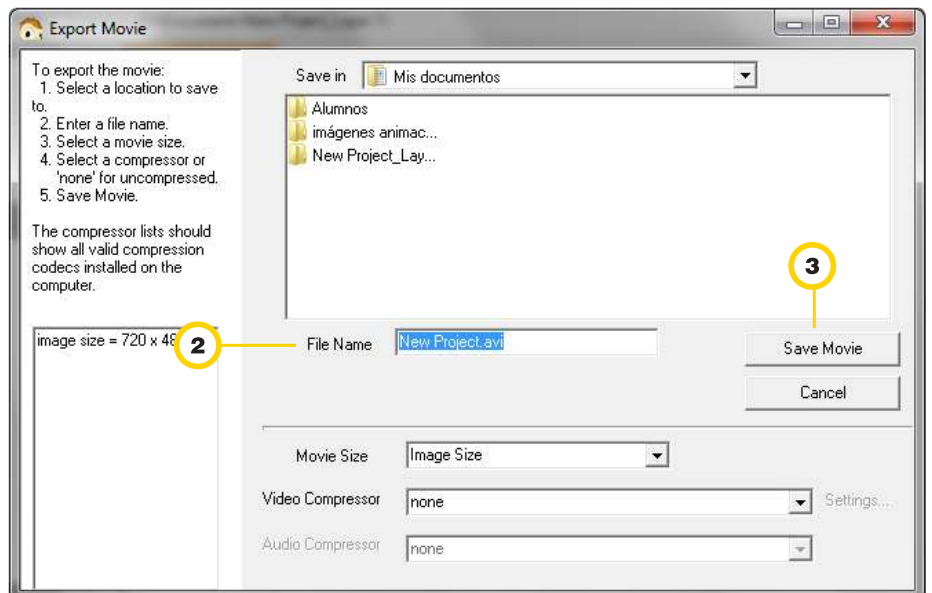 Export Movie
To export the movie:
1. Select a location to save
to.
2. Enter a file name.
3. Select a movie size.
4. Select a compressor or
'none' for uncompressed.
5. Save Movie.
The compressor lists should
show all valid compression
codecs installed on the
computer.
image size = 720 x
Save in Mis documentos
Alumnos
imágenes animac...
New Project_Lay...
3
2
File Name New Project.avi
Save Movie
Cancel
Movie Size Image Size
Video Compressor none Settings...
Audio Compressor none